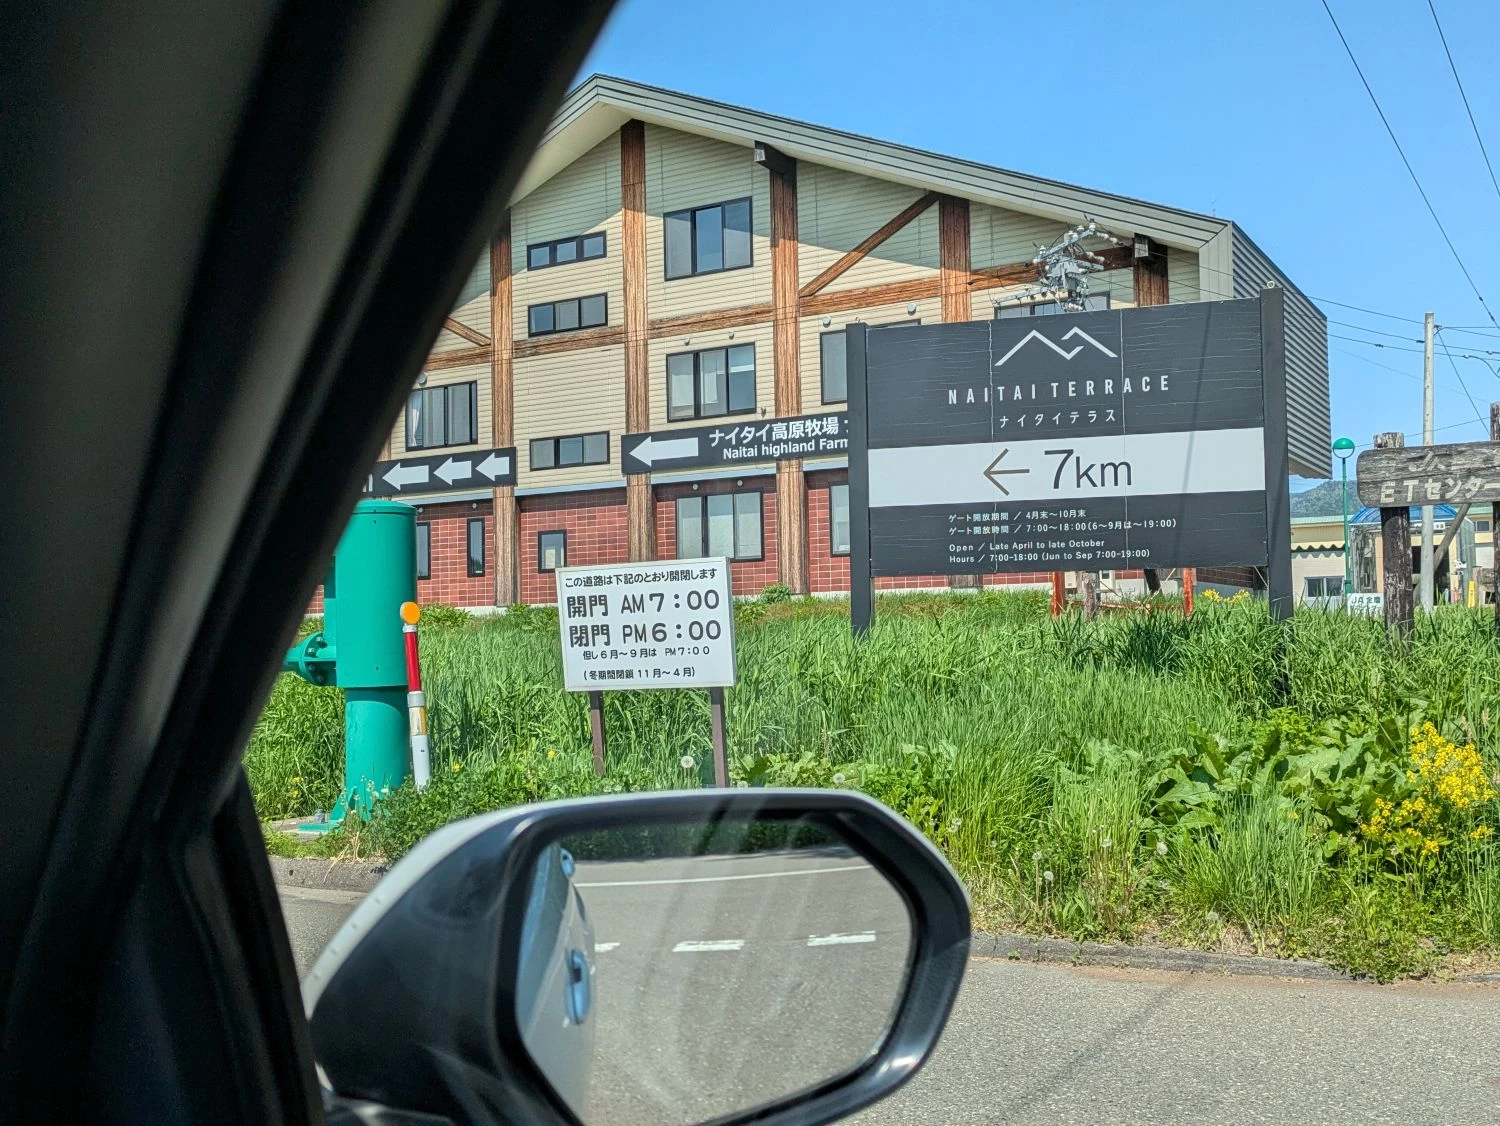 NAITAI TERRACE
ナイタイテラス
← 7km
ゲート開放期間 ／ 4月末～10月末
ゲート開放時間 ／ 7:00～18:00(6～9月は～19:00)
Open ／ Late April to late October
Hours ／ 7:00-18:00 (Jun to Sep 7:00-19:00)
ナイタイ高原牧場
Naitai highland Farm
この道路は下記のとおり開閉します
開門 AM7:00
閉門 PM6:00
但し6月～9月は PM7:00
(冬期間閉鎖 11月～4月)
ETセンター